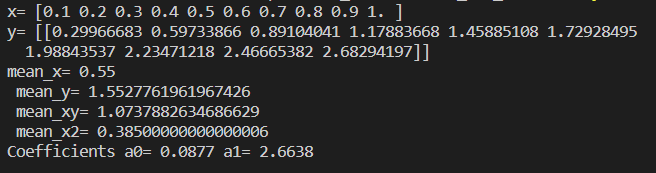 x= [0.1 0.2 0.3 0.4 0.5 0.6 0.7 0.8 0.9 1. ]
y= [[0.29966683 0.59733866 0.89104041 1.17883668 1.45885108 1.72928495
1.98843537 2.23471218 2.46665382 2.68294197]]
mean_x= 0.55
mean_y= 1.5527761961967426
mean_xy= 1.0737882634686629
mean_x2= 0.38500000000000006
Coefficients a0= 0.0877 a1= 2.6638